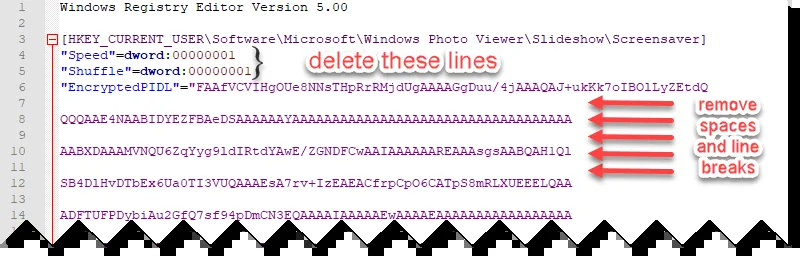 1 Windows Registry Editor Version 5.00
2
3 [HKEY_CURRENT_USER\Software\Microsoft\Windows Photo Viewer\Slideshow\Screensaver]
4 "Speed"=dword:00000001
5 "Shuffle"=dword:00000001
} delete these lines
6 "EncryptedPIDL"="FAAfVCVIHgOUe8NNsTHpRrRMjdUgAAAAGgDuu/4jAAAQAJ+ukKk7oIBOlLyZEtdQ
7
8 QQQAAE4NAABIDYEZFBAeDSAAAAAAYAAAAAAAAAAAAAAAAAAAAAAAAAAAAAAAAAAA
9
10 AABXDAAAMVNQU6ZqYyg9ldIRtdYAwE/ZGNDFCwAAIAAAAAAREAAAsgsAABQAH1Ql
11
12 SB4DlHvDTbEx6Ua0TI3VUQAAAEsA7rv+IzEAEACfrpCpO6CATpS8mRLXUEEELQAA
13
14 ADFTUFPDybiAu2GfQ7sf94pDmCN3EQAAAAIAAAAAEwAAAAEAAAAAAAAAAAAAAAAA
remove
spaces
and line
breaks